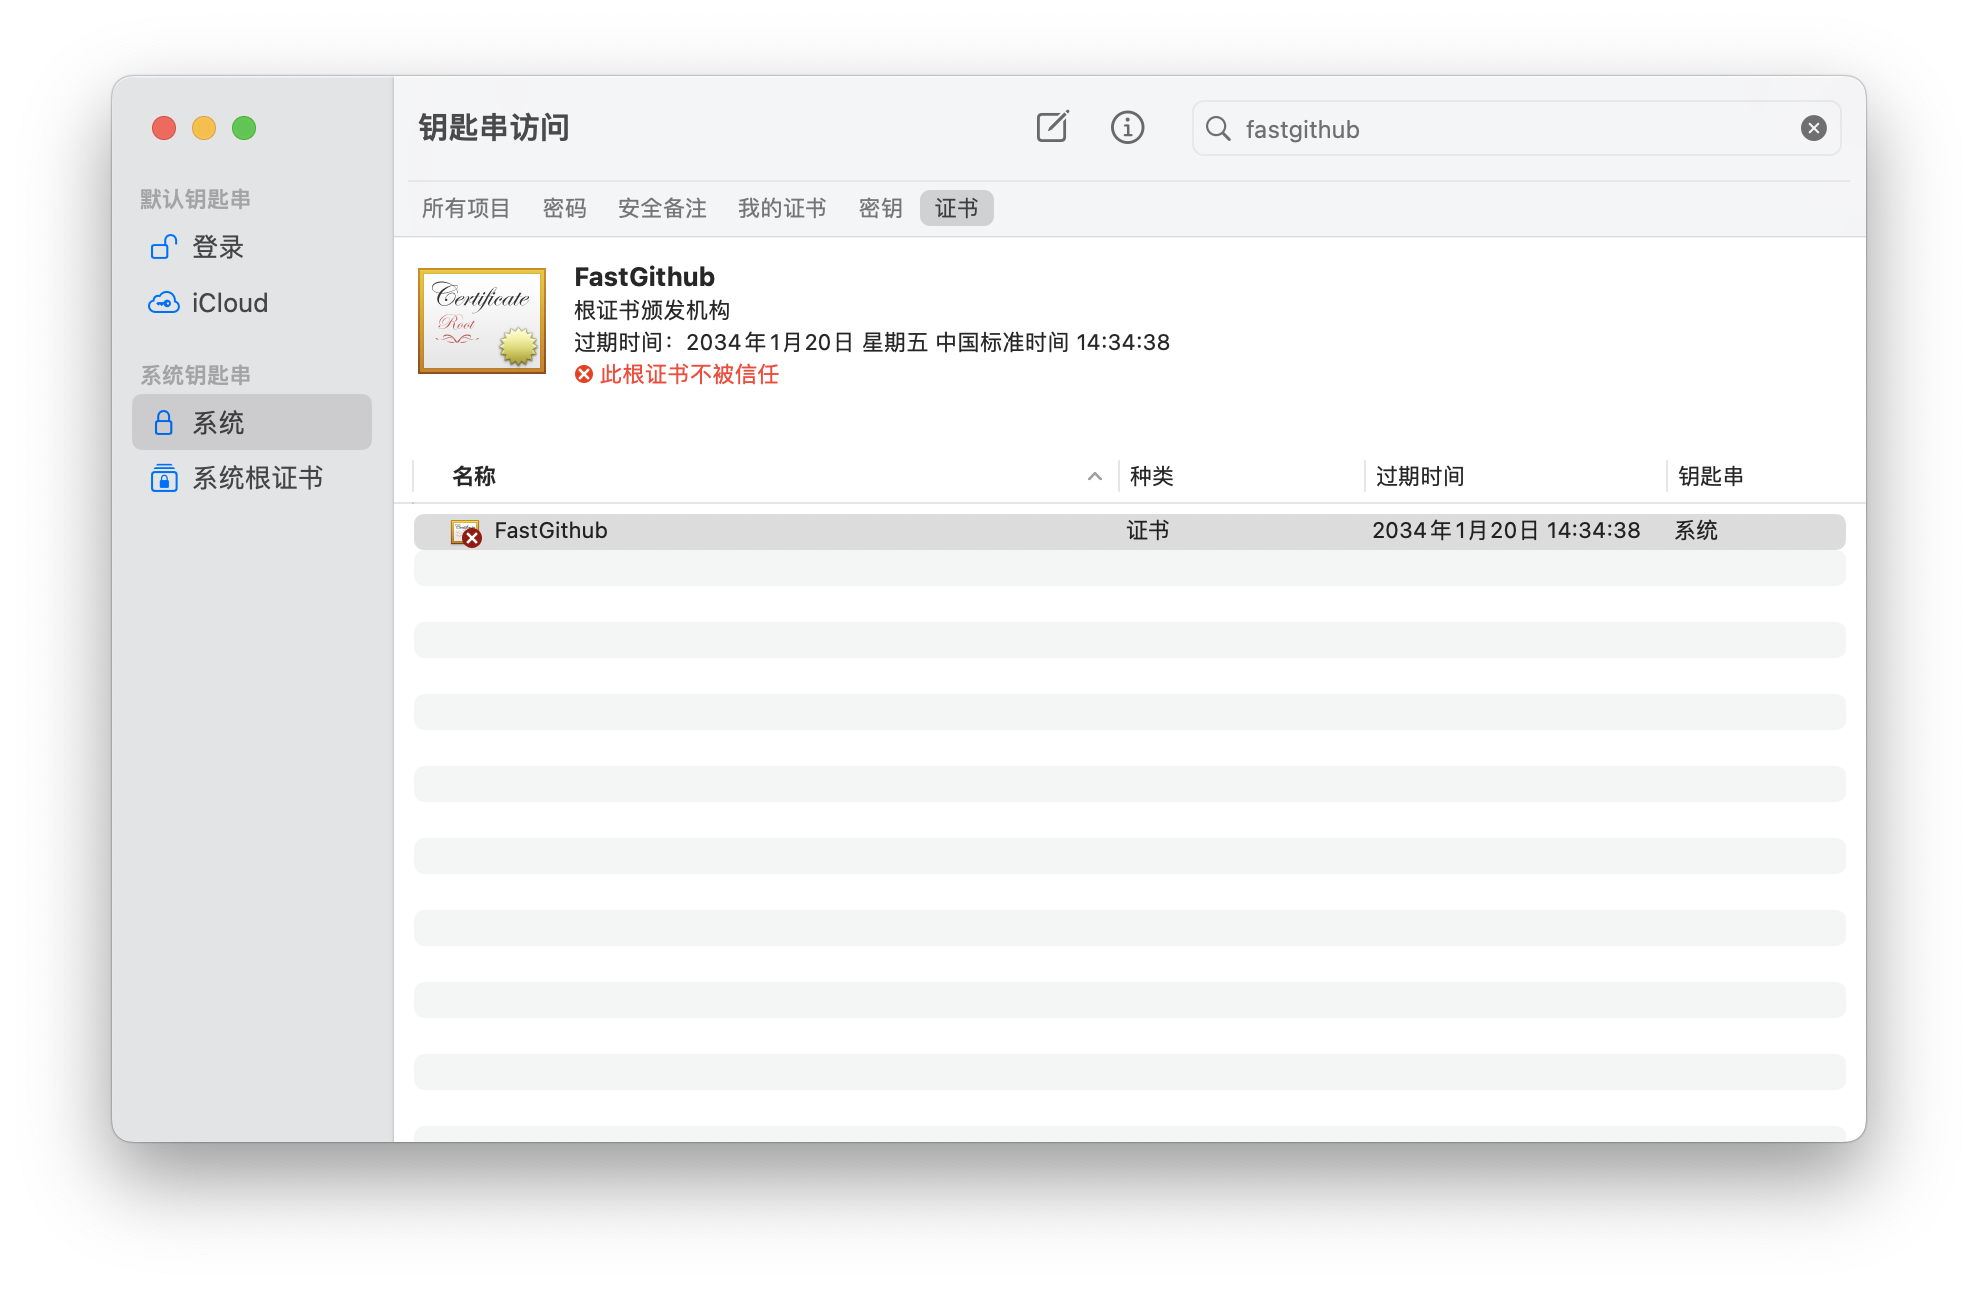 钥匙串访问
fastgithub
默认钥匙串
登录
iCloud
系统钥匙串
系统
系统根证书
所有项目 密码 安全备注 我的证书 密钥 证书
Certificate
Root
FastGithub
根证书颁发机构
过期时间：2034年1月20日 星期五 中国标准时间 14:34:38
此根证书不被信任
名称 种类 过期时间 钥匙串
FastGithub 证书 2034年1月20日 14:34:38 系统